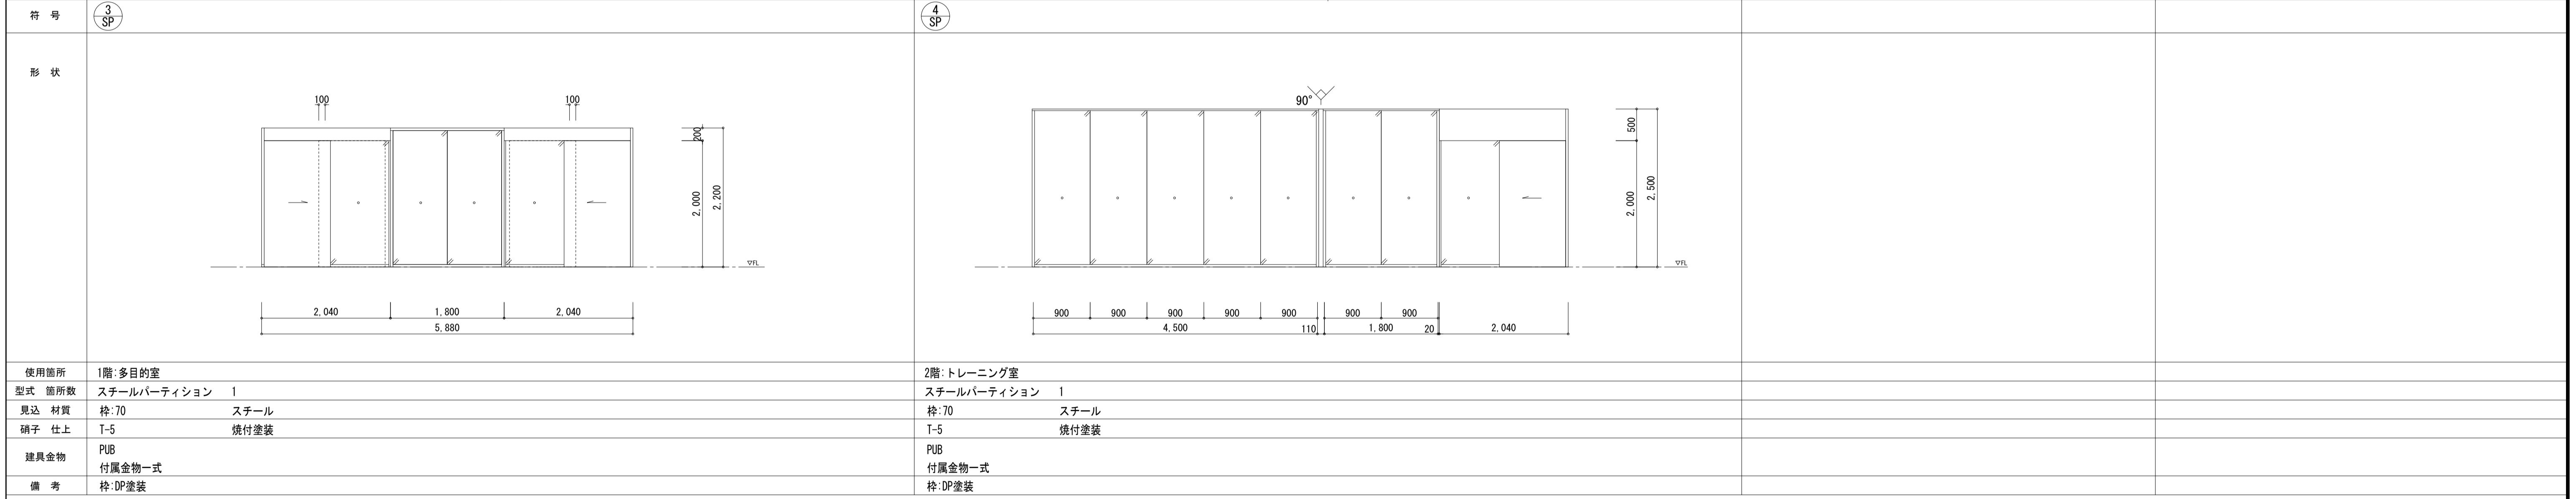 符 号
3
SP
4
SP
形 状
100
100
200
2,000
2,200
▽FL
2,040
1,800
2,040
5,880
90°
500
2,000
2,500
▽FL
900
900
900
900
900
900
900
4,500
110
1,800
20
2,040
使用箇所
1階:多目的室
2階:トレーニング室
型式 箇所数
スチールパーティション 1
スチールパーティション 1
見込 材質
枠:70 スチール
枠:70 スチール
硝子 仕上
T-5 焼付塗装
T-5 焼付塗装
建具金物
PUB
付属金物一式
PUB
付属金物一式
備 考
枠:DP塗装
枠:DP塗装